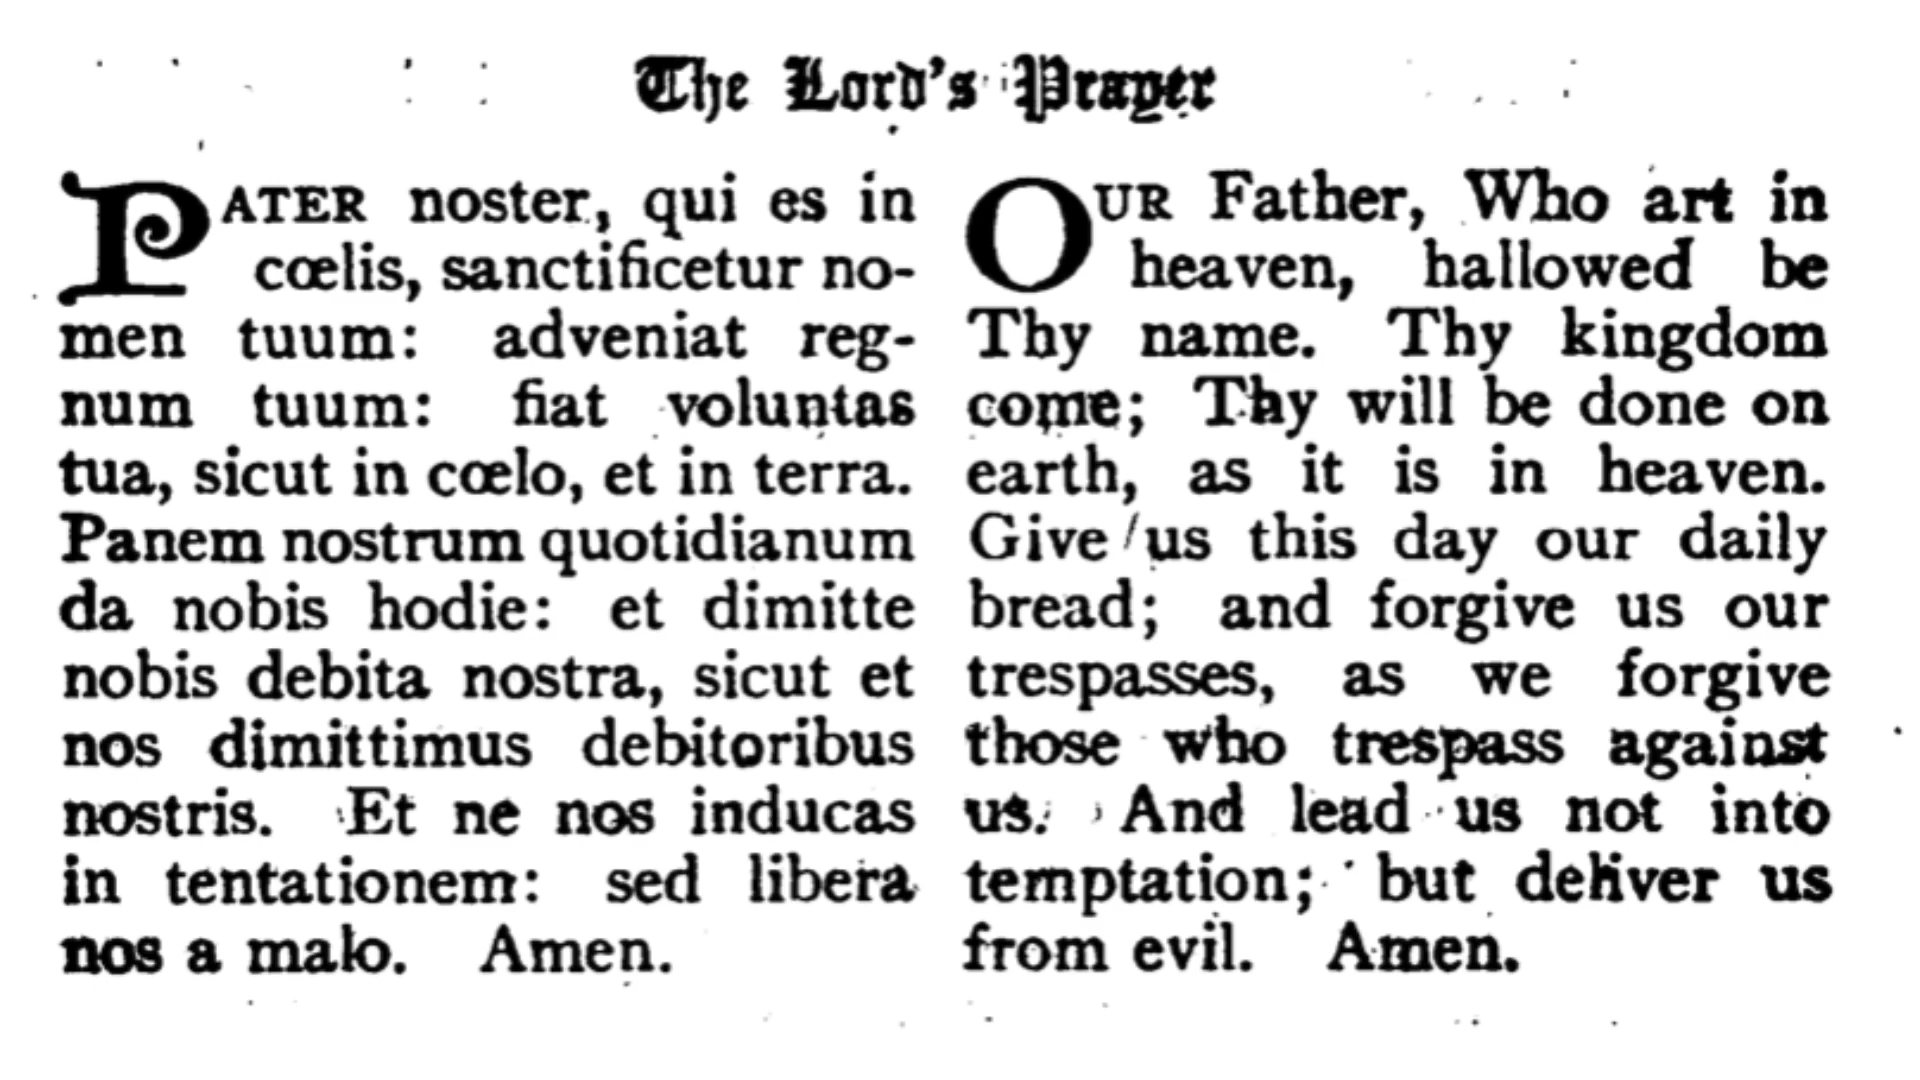 The Lord's Prayer
PATER noster, qui es in
cœlis, sanctificetur no-
men tuum: adveniat reg-
num tuum: fiat voluntas
tua, sicut in cœlo, et in terra.
Panem nostrum quotidianum
da nobis hodie: et dimitte
nobis debita nostra, sicut et
nos dimittimus debitoribus
nostris. Et ne nos inducas
in tentationem: sed libera
nos a malo. Amen.
OUR Father, Who art in
heaven, hallowed be
Thy name. Thy kingdom
come; Thy will be done on
earth, as it is in heaven.
Give us this day our daily
bread; and forgive us our
trespasses, as we forgive
those who trespass against
us. And lead us not into
temptation; but deliver us
from evil. Amen.